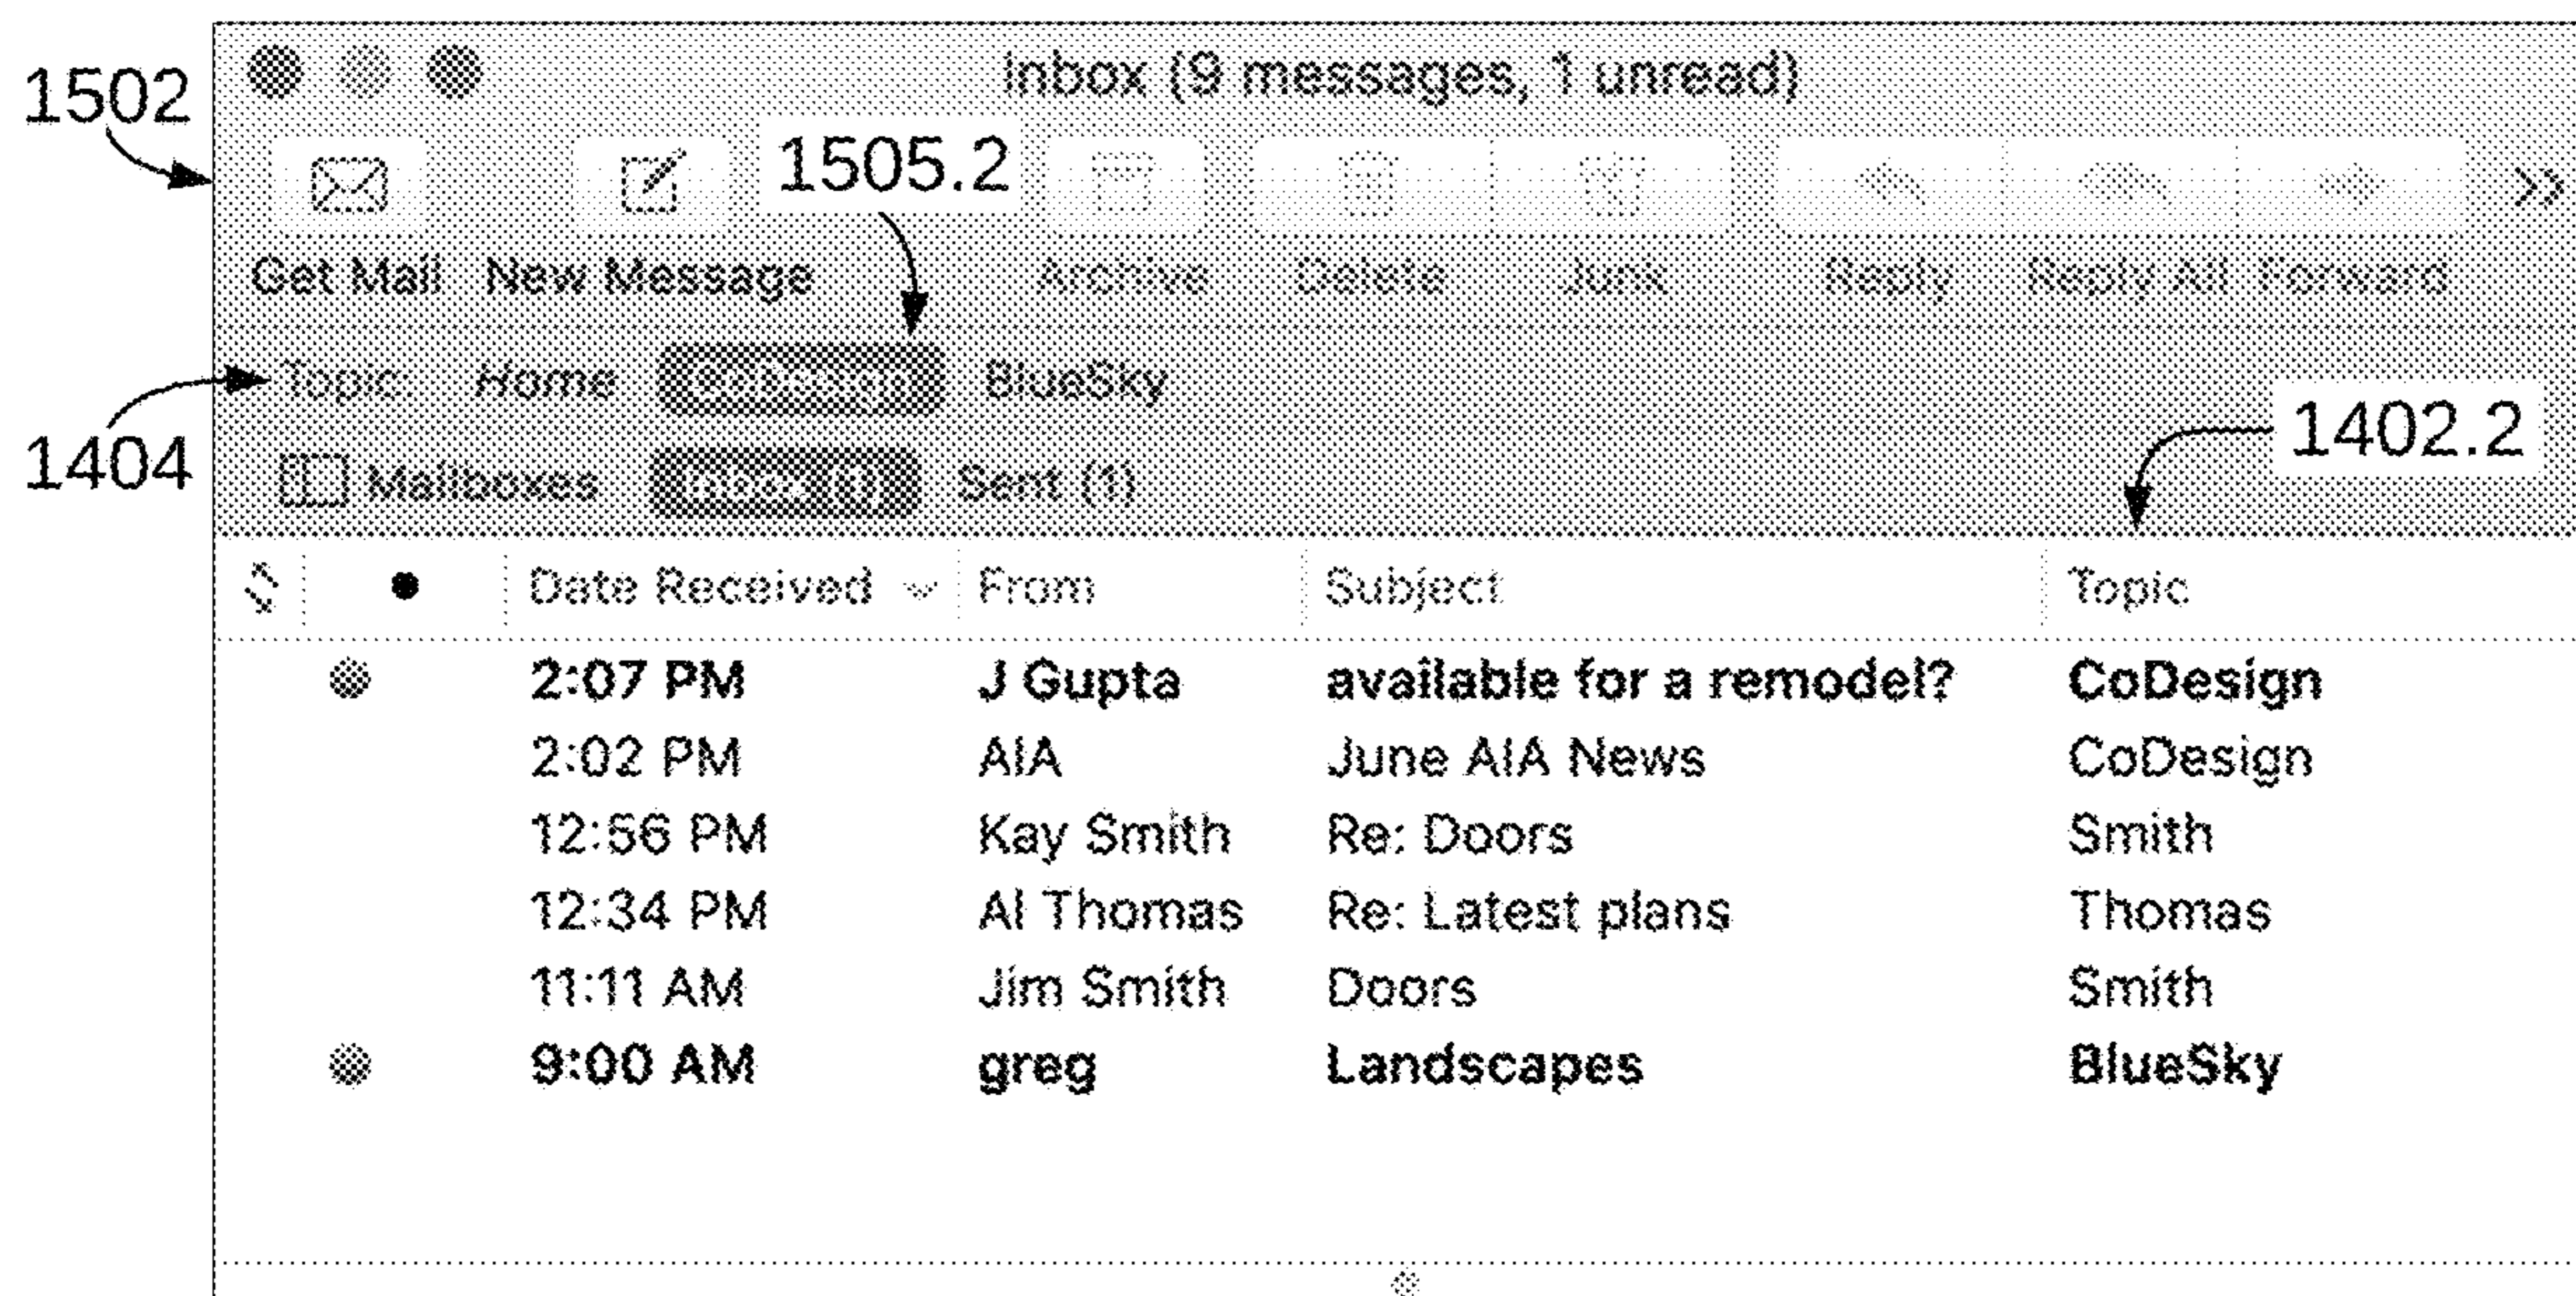 Inbox (9 messages, 1 unread)
1502
1505.2
Get Mail New Message Archive Delete Junk Reply Reply All Forward
Topic: Home CoDesign BlueSky
1404
1402.2
Mailboxes Inbox (1) Sent (1)
Date Received From Subject Topic
2:07 PM J Gupta available for a remodel? CoDesign
2:02 PM AIA June AIA News CoDesign
12:56 PM Kay Smith Re: Doors Smith
12:34 PM Al Thomas Re: Latest plans Thomas
11:11 AM Jim Smith Doors Smith
9:00 AM greg Landscapes BlueSky